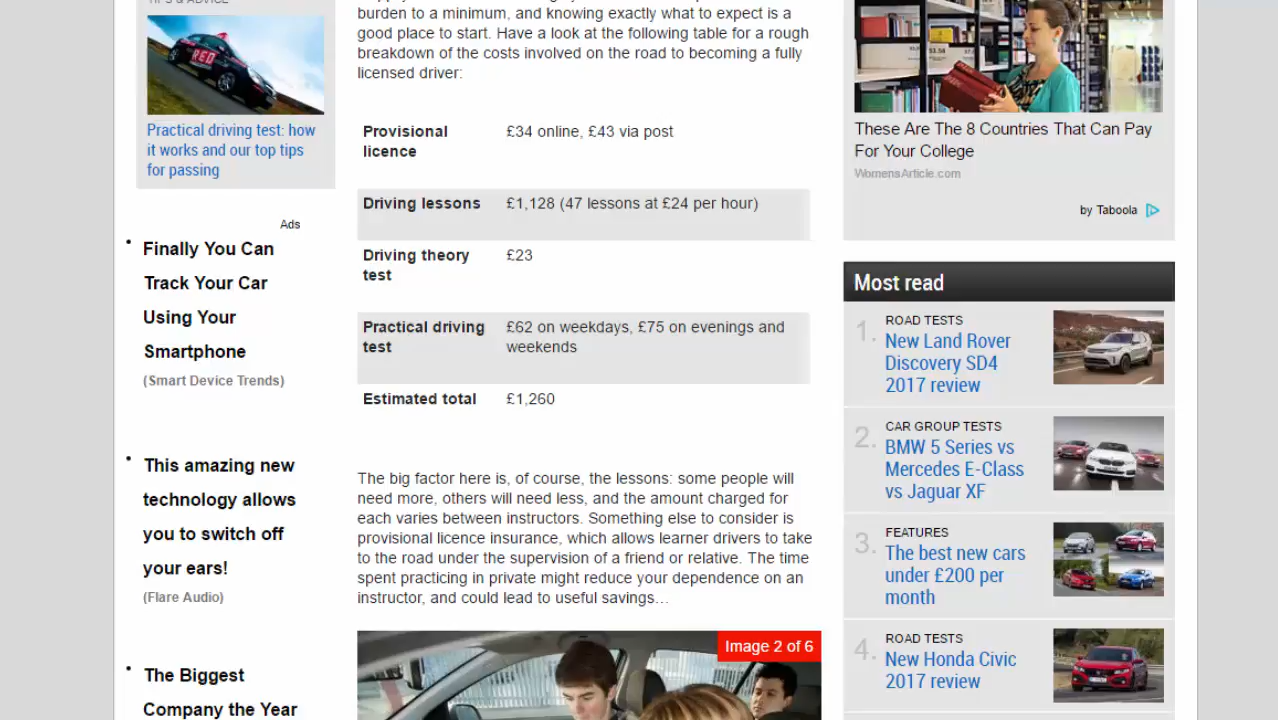 TIPS & ADVICE
RED
Practical driving test: how
it works and our top tips
for passing
Ads
Finally You Can
Track Your Car
Using Your
Smartphone
(Smart Device Trends)
This amazing new
technology allows
you to switch off
your ears!
(Flare Audio)
The Biggest
Company the Year
burden to a minimum, and knowing exactly what to expect is a
good place to start. Have a look at the following table for a rough
breakdown of the costs involved on the road to becoming a fully
licensed driver:
Provisional £34 online, £43 via post
licence
Driving lessons £1,128 (47 lessons at £24 per hour)
Driving theory £23
test
Practical driving £62 on weekdays, £75 on evenings and
test weekends
Estimated total £1,260
The big factor here is, of course, the lessons: some people will
need more, others will need less, and the amount charged for
each varies between instructors. Something else to consider is
provisional licence insurance, which allows learner drivers to take
to the road under the supervision of a friend or relative. The time
spent practicing in private might reduce your dependence on an
instructor, and could lead to useful savings…
Image 2 of 6
These Are The 8 Countries That Can Pay
For Your College
WomensArticle.com
by Taboola
Most read
1. ROAD TESTS
New Land Rover
Discovery SD4
2017 review
2. CAR GROUP TESTS
BMW 5 Series vs
Mercedes E-Class
vs Jaguar XF
3. FEATURES
The best new cars
under £200 per
month
4. ROAD TESTS
New Honda Civic
2017 review